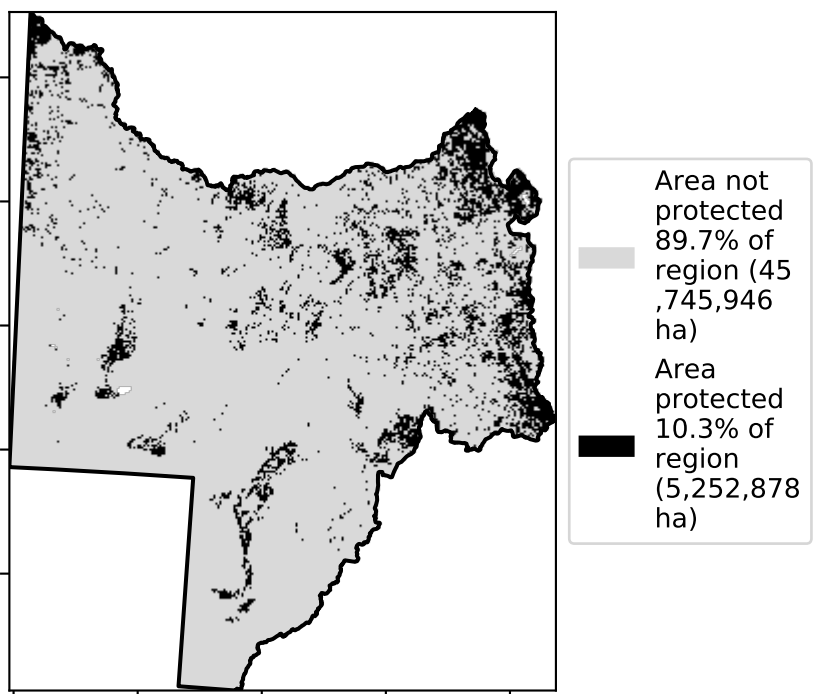 Area not
protected
89.7% of
region (45
,745,946
ha)
Area
protected
10.3% of
region
(5,252,878
ha)